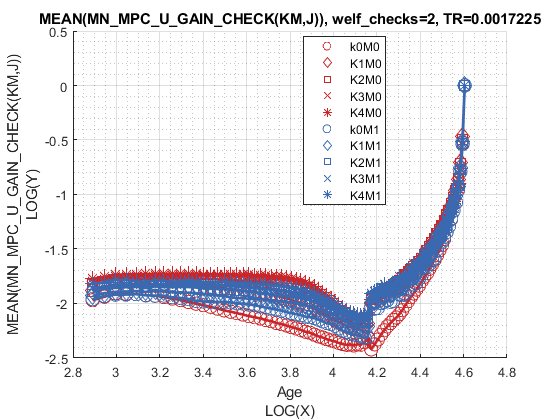 MEAN(MN_MPC_U_GAIN_CHECK(KM,J)), welf_checks=2, TR=0.0017225
MEAN(MN_MPC_U_GAIN_CHECK(KM,J))
LOG(Y)
0.5
0
-0.5
-1
-1.5
-2
-2.5
k0M0
K1M0
K2M0
K3M0
K4M0
k0M1
K1M1
K2M1
K3M1
K4M1
2.8 3 3.2 3.4 3.6 3.8 4 4.2 4.4 4.6 4.8
Age
LOG(X)